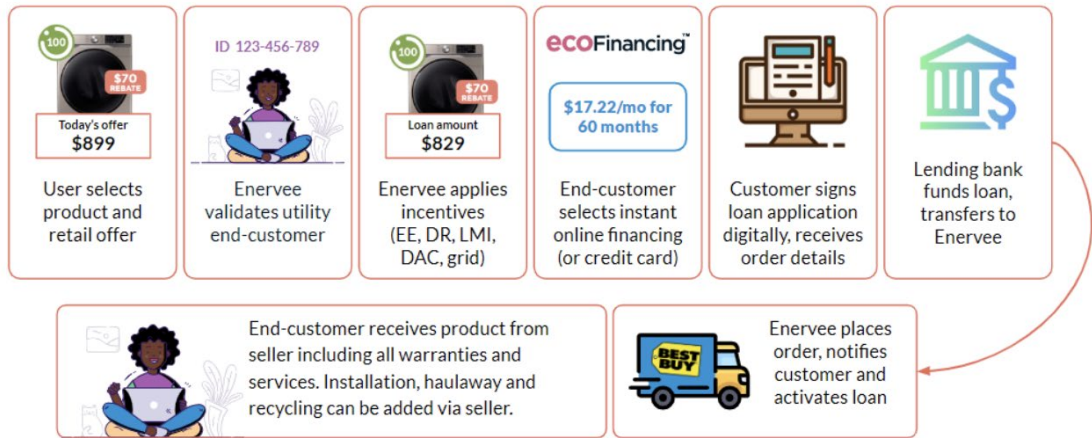 100
$70
REBATE
Today's offer
$899
User selects
product and
retail offer
ID 123-456-789
Enervee
validates utility
end-customer
100
$70
REBATE
Loan amount
$829
Enervee applies
incentives
(EE, DR, LMI,
DAC, grid)
ecoFinancing™
$17.22/mo for
60 months
End-customer
selects instant
online financing
(or credit card)
Customer signs
loan application
digitally, receives
order details
$
Lending bank
funds loan,
transfers to
Enervee
BEST
BUY
Enervee places
order, notifies
customer and
activates loan
End-customer receives product from
seller including all warranties and
services. Installation, haulaway and
recycling can be added via seller.